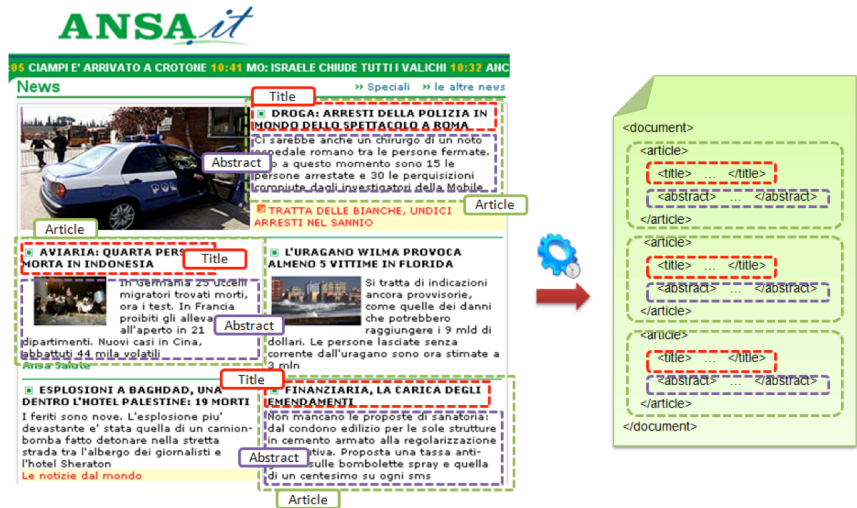 ANSA.it
:05 CIAMPI E' ARRIVATO A CROTONE 10:41 MO: ISRAELE CHIUDE TUTTI I VALICHI 10:32 ANC
News
›› Speciali ›› le altre news
Title
DROGA: ARRESTI DELLA POLIZIA IN
MONDO DELLO SPETTACOLO A ROMA
Ci sarebbe anche un chirurgo di un noto
ospedale romano tra le persone fermate.
Abstract
o a questo momento sono 15 le
persone arrestate e 30 le perquisizioni
compiute dagli investigatori della Mobile
Article
TRATTA DELLE BIANCHE, UNDICI
ARRESTI NEL SANNIO
Article
AVIARIA: QUARTA PERS
MORTA IN INDONESIA
Title
In Germania 25 uccelli
migratori trovati morti,
ora i test. In Francia
proibiti gli alleva
all'aperto in 21
Abstract
dipartimenti. Nuovi casi in Cina,
abbattuti 44 mila volatili
Ansa Salute
L'URAGANO WILMA PROVOCA
ALMENO 5 VITTIME IN FLORIDA
Si tratta di indicazioni
ancora provvisorie,
come quelle dei danni
che potrebbero
raggiungere i 9 mld di
dollari. Le persone lasciate senza
corrente dall'uragano sono ora stimate a
3 mln
ESPLOSIONI A BAGHDAD, UNA
DENTRO L'HOTEL PALESTINE: 19 MORTI
I feriti sono nove. L'esplosione piu'
devastante e' stata quella di un camion-
bomba fatto detonare nella stretta
strada tra l'albergo dei giornalisti e
l'hotel Sheraton
Le notizie dal mondo
Title
FINANZIARIA, LA CARICA DEGLI
EMENDAMENTI
Non mancano le proposte di sanatoria:
dal condono edilizio per le sole strutture
in cemento armato alla regolarizzazione
Abstract
utiva. Proposta una tassa anti-
sulle bombolette spray e quella
di un centesimo su ogni sms
Article
<document>
<article>
<title> ... </title>
<abstract> ... </abstract>
</article>
<article>
<title> ... </title>
<abstract> ... </abstract>
</article>
<article>
<title> ... </title>
<abstract> ... </abstract>
</article>
</document>